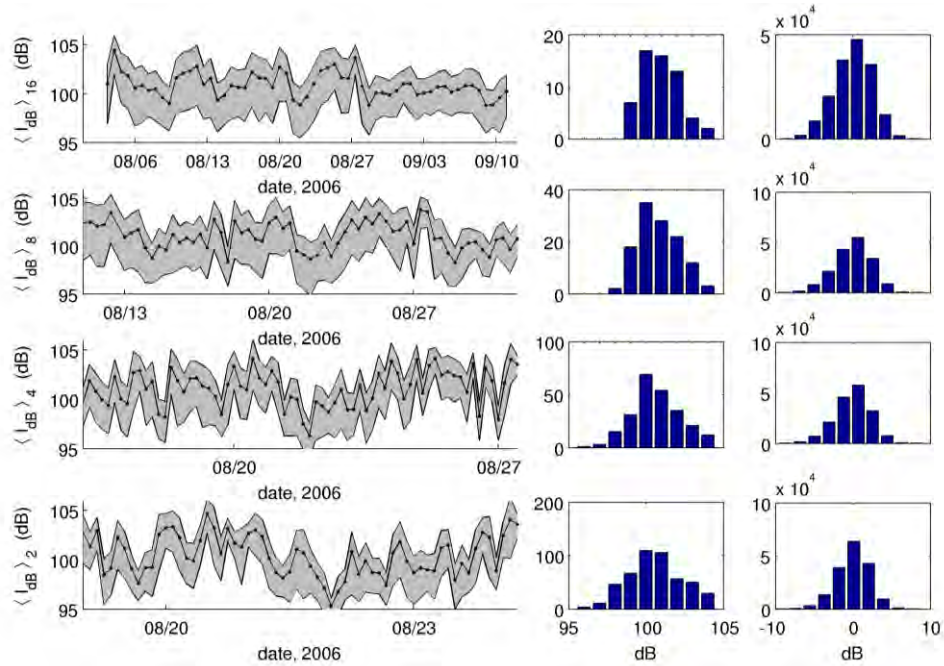 105
100
95
⟨ I_dB ⟩_16 (dB)
08/06 08/13 08/20 08/27 09/03 09/10
date, 2006
20
10
0
x 10^4
5
0
105
100
95
⟨ I_dB ⟩_8 (dB)
08/13 08/20 08/27
date, 2006
40
20
0
x 10^4
10
5
0
105
100
95
⟨ I_dB ⟩_4 (dB)
08/20 08/27
date, 2006
100
50
0
x 10^4
10
5
0
105
100
95
⟨ I_dB ⟩_2 (dB)
08/20 08/23
date, 2006
200
100
0
95 100 105
dB
x 10^4
10
5
0
-10 0 10
dB